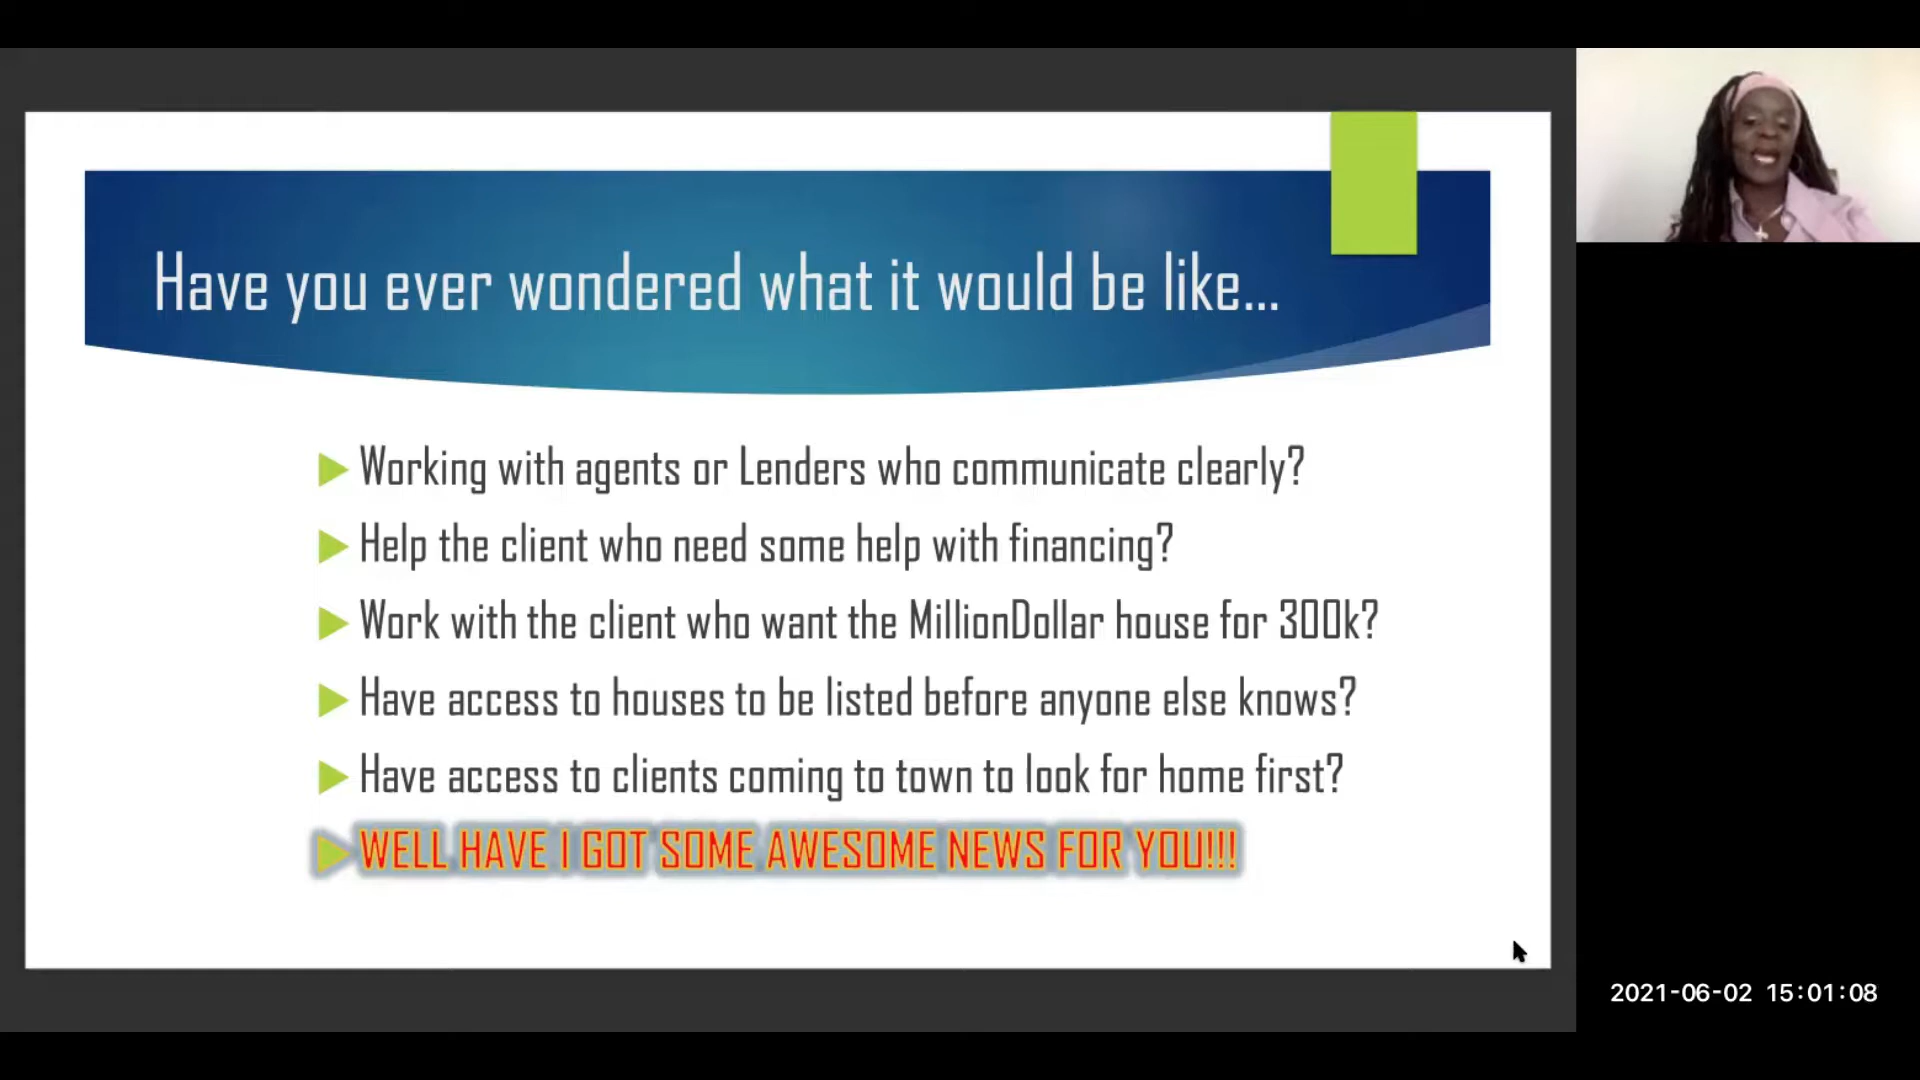 Have you ever wondered what it would be like...
Working with agents or Lenders who communicate clearly?
Help the client who need some help with financing?
Work with the client who want the MillionDollar house for 300k?
Have access to houses to be listed before anyone else knows?
Have access to clients coming to town to look for home first?
WELL HAVE I GOT SOME AWESOME NEWS FOR YOU!!!
2021-06-02 15:01:08